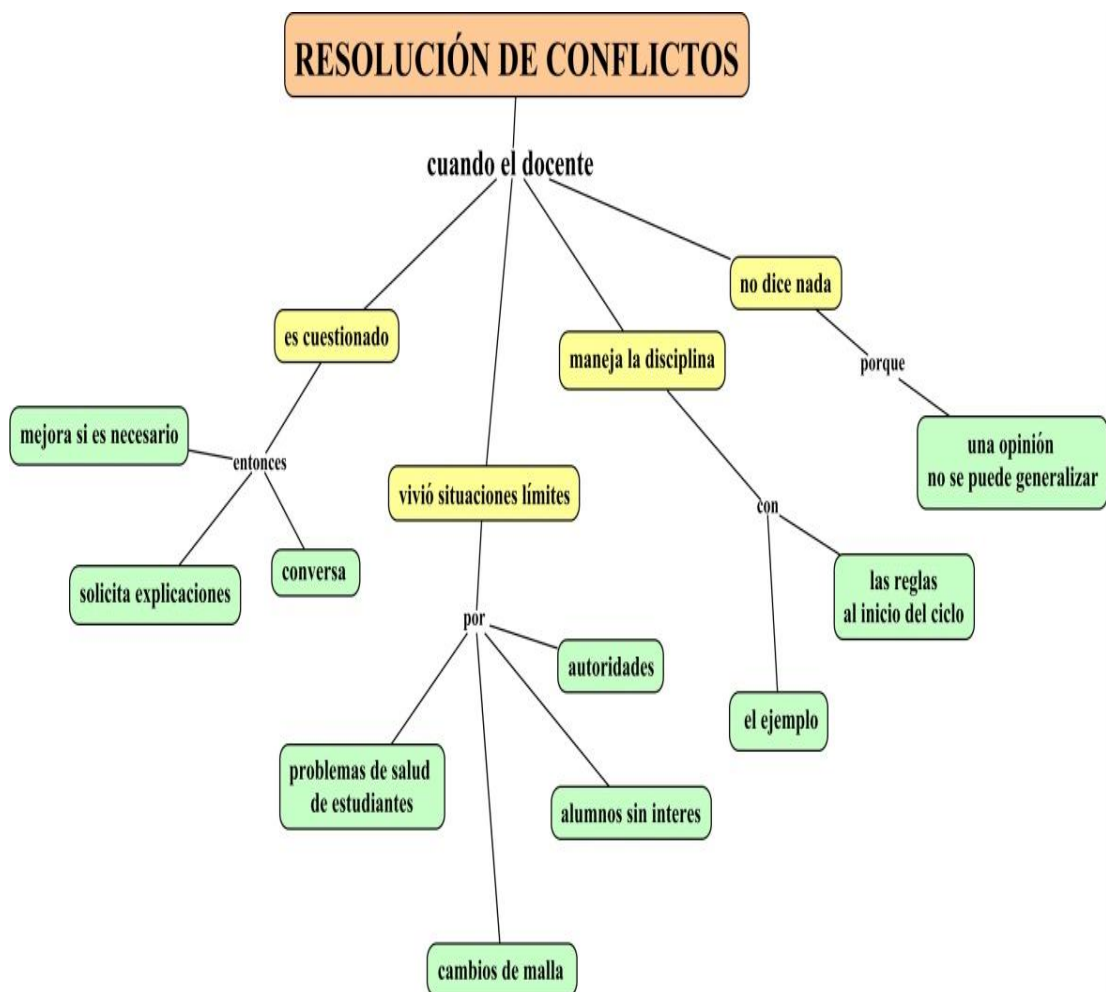 RESOLUCIÓN DE CONFLICTOS
cuando el docente
no dice nada
es cuestionado
maneja la disciplina
porque
mejora si es necesario
entonces
una opinión
no se puede generalizar
vivió situaciones límites
con
solicita explicaciones
conversa
las reglas
al inicio del ciclo
por
autoridades
el ejemplo
problemas de salud
de estudiantes
alumnos sin interes
cambios de malla